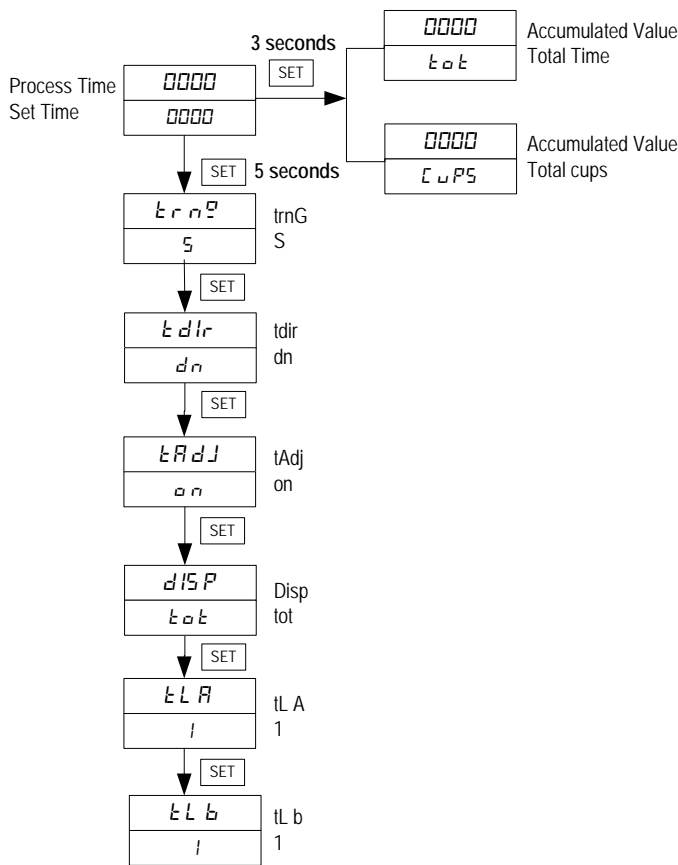 3 seconds
SET
0000
tot
Accumulated Value
Total Time
Process Time
Set Time
0000
0000
0000
CuPS
Accumulated Value
Total cups
SET 5 seconds
trnG
S
trnG
S
SET
tdIr
dn
tdir
dn
SET
tAdJ
on
tAdj
on
SET
dISP
tot
Disp
tot
SET
tLA
1
tL A
1
SET
tLb
1
tL b
1